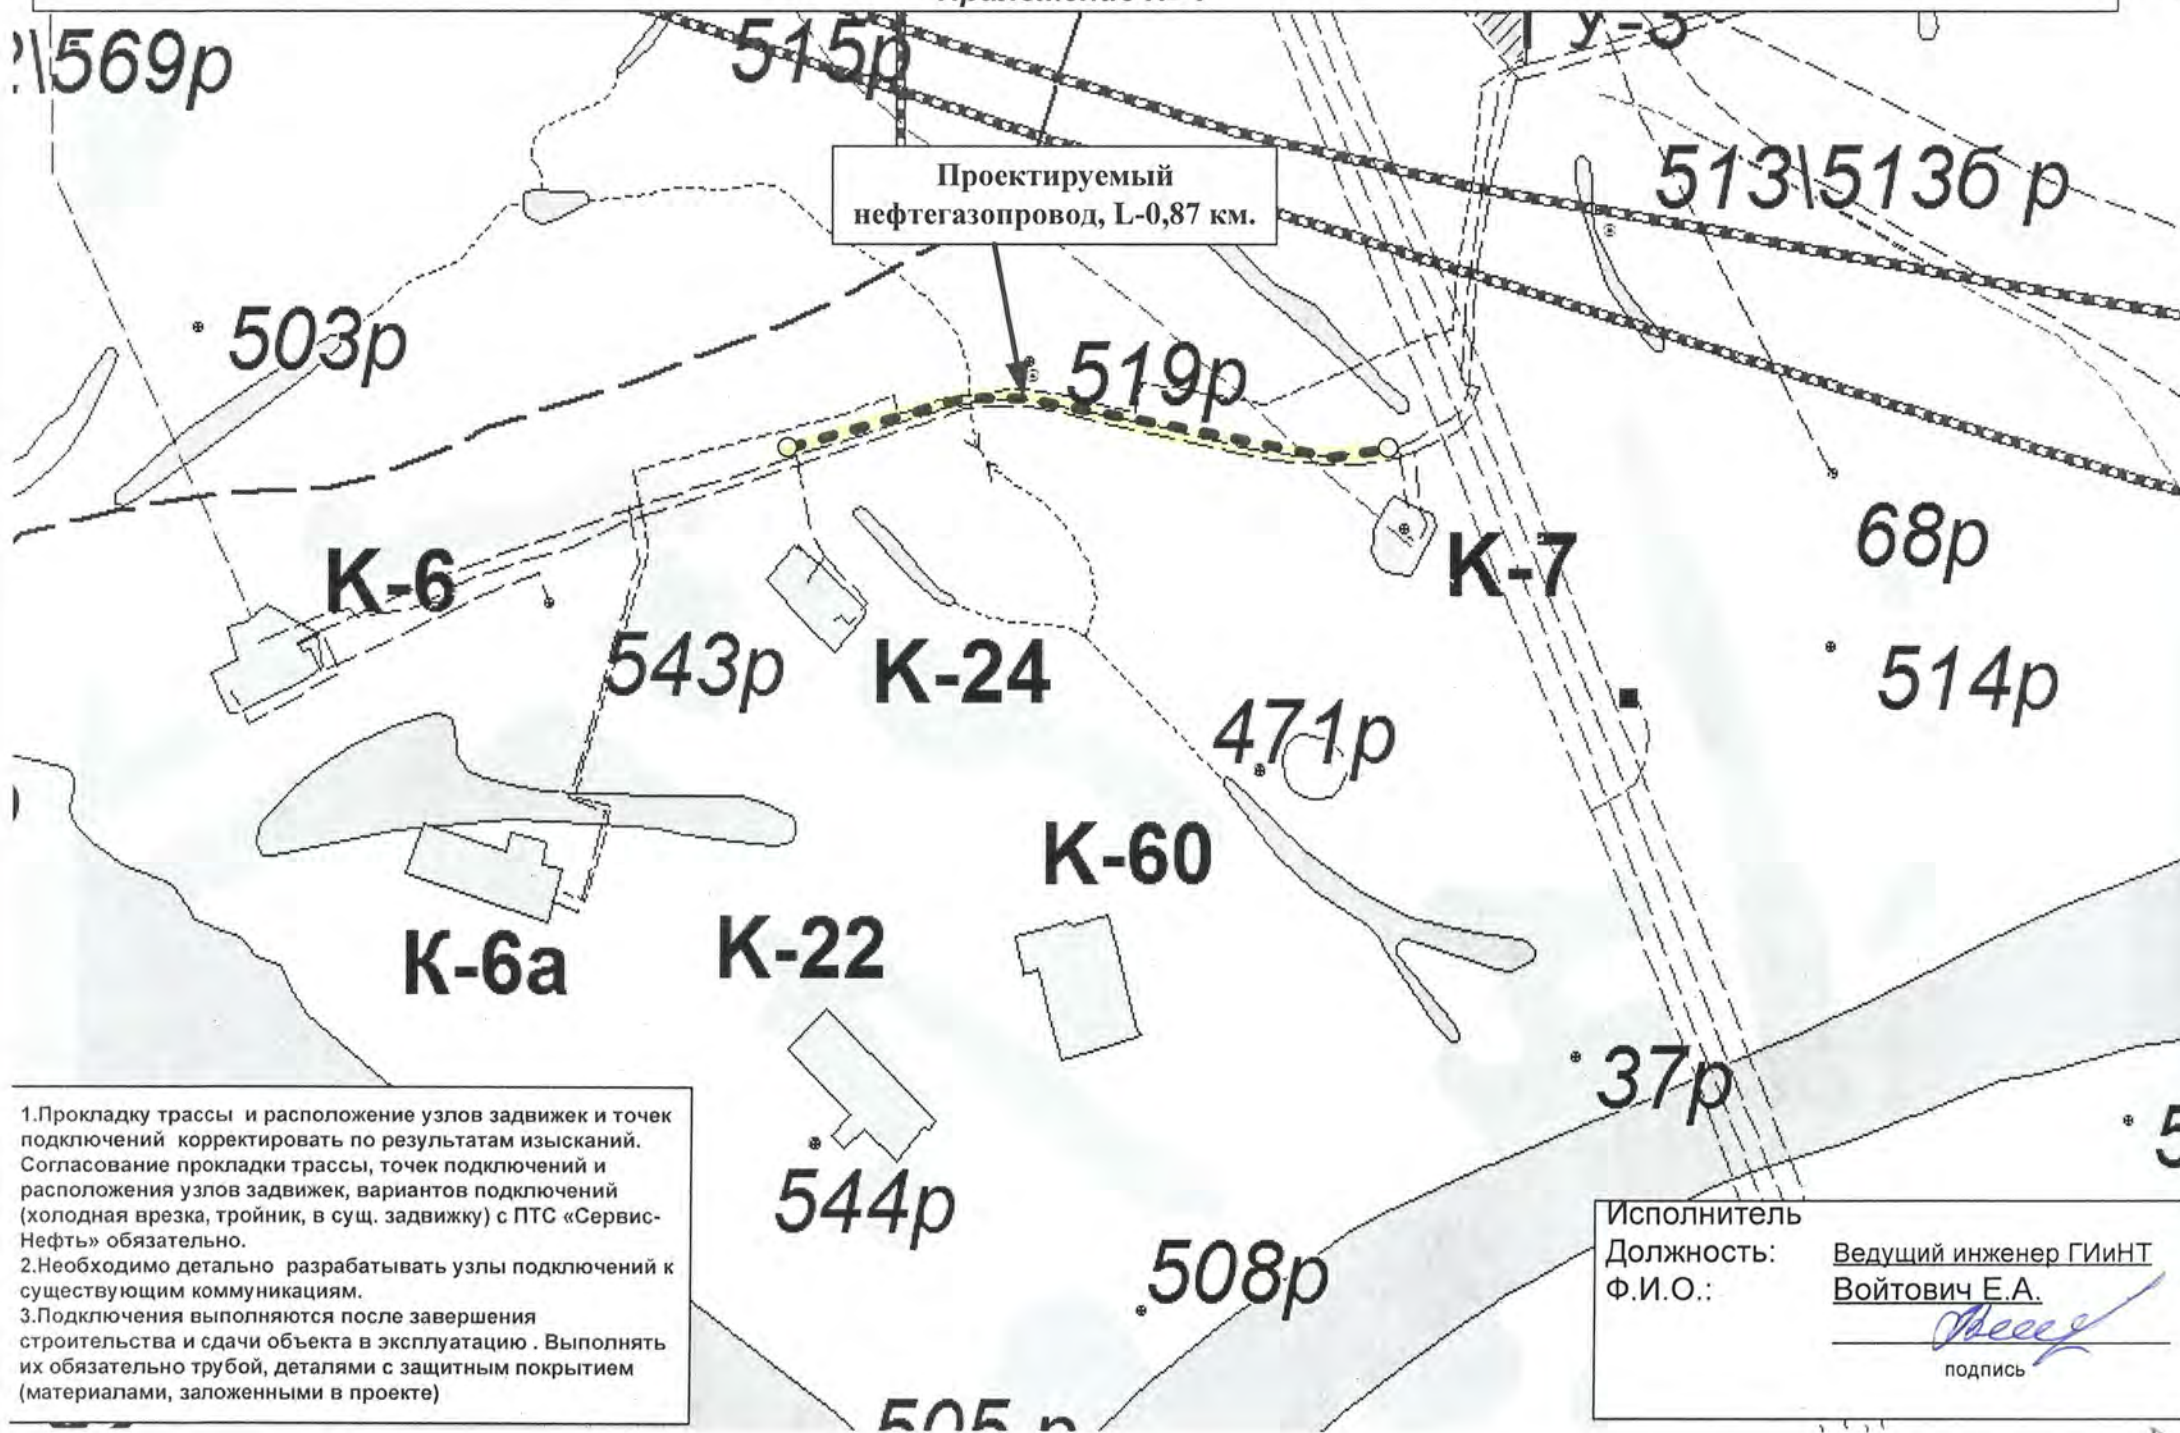 \569р
515р
Проектируемый
нефтегазопровод, L-0,87 км.
513\513б р
503р
519р
68р
К-6
К-7
543р
К-24
514р
471р
К-60
К-6а
К-22
37р
544р
508р
1.Прокладку трассы и расположение узлов задвижек и точек
подключений корректировать по результатам изысканий.
Согласование прокладки трассы, точек подключений и
расположения узлов задвижек, вариантов подключений
(холодная врезка, тройник, в сущ. задвижку) с ПТС «Сервис-
Нефть» обязательно.
2.Необходимо детально разрабатывать узлы подключений к
существующим коммуникациям.
3.Подключения выполняются после завершения
строительства и сдачи объекта в эксплуатацию . Выполнять
их обязательно трубой, деталями с защитным покрытием
(материалами, заложенными в проекте)
Исполнитель
Должность: Ведущий инженер ГИиНТ
Ф.И.О.: Войтович Е.А.
подпись
505 р